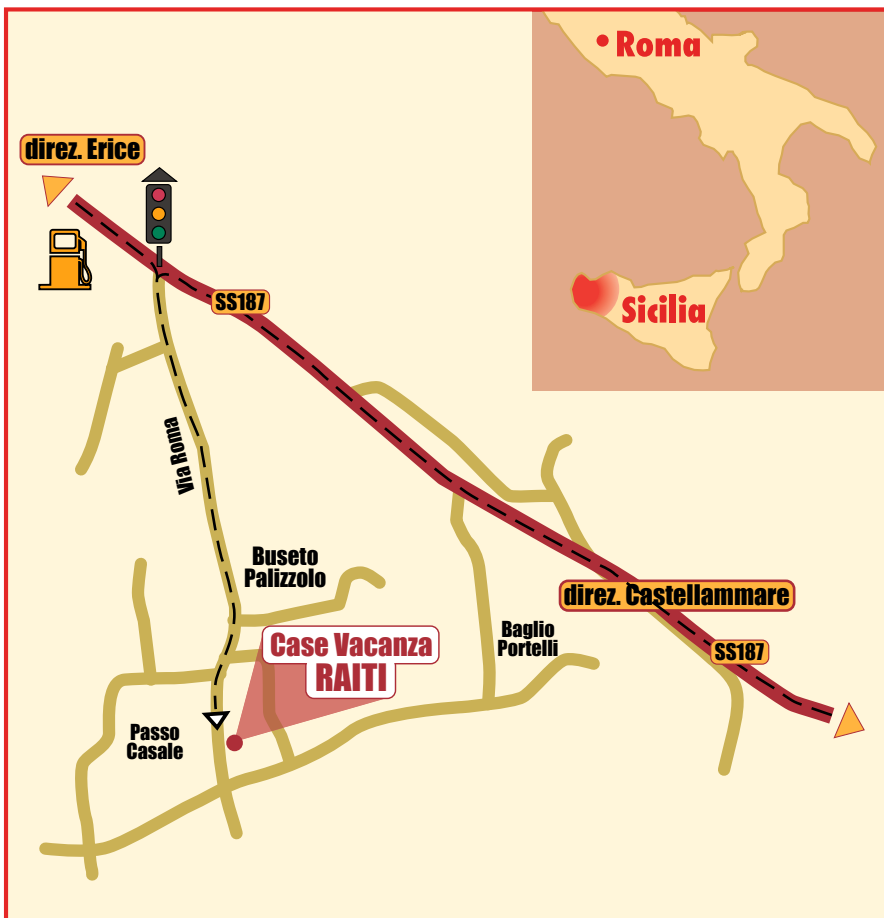 Roma
direz. Erice
SS187
Sicilia
Via Roma
Buseto
Palizzolo
direz. Castellammare
Baglio
Portelli
Case Vacanza
RAITI
SS187
Passo
Casale